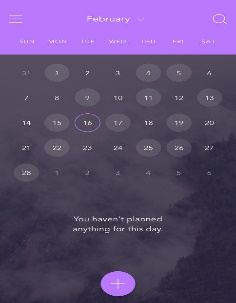 February
SUN MON TUE WED THU FRI SAT
31 1 2 3 4 5 6
7 8 9 10 11 12 13
14 15 16 17 18 19 20
21 22 23 24 25 26 27
28 1 2 3 4 5 6
You haven't planned
anything for this day.